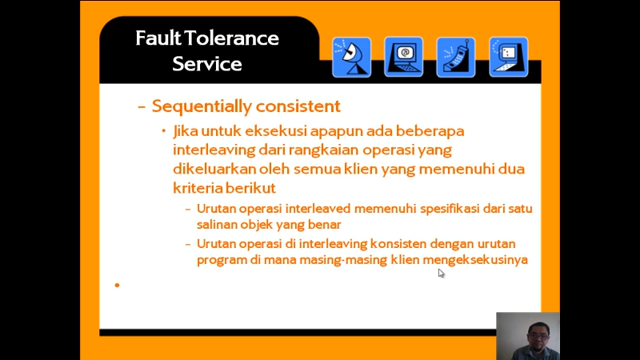 Fault Tolerance
Service
– Sequentially consistent
• Jika untuk eksekusi apapun ada beberapa
interleaving dari rangkaian operasi yang
dikeluarkan oleh semua klien yang memenuhi dua
kriteria berikut
– Urutan operasi interleaved memenuhi spesifikasi dari satu
salinan objek yang benar
– Urutan operasi di interleaving konsisten dengan urutan
program di mana masing-masing klien mengeksekusinya
•